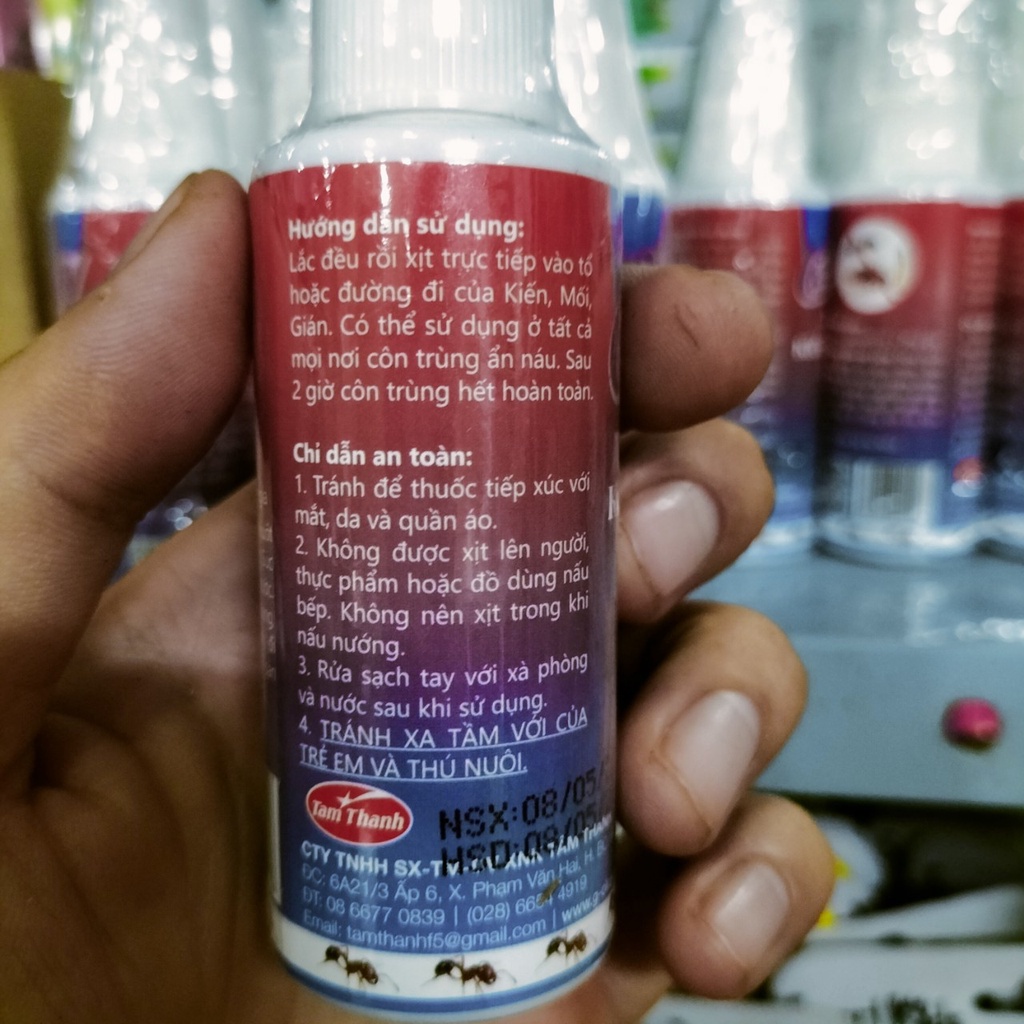 Hướng dẫn sử dụng:
Lắc đều rồi xịt trực tiếp vào tổ
hoặc đường đi của Kiến, Mối,
Gián. Có thể sử dụng ở tất cả
mọi nơi côn trùng ẩn náu. Sau
2 giờ côn trùng hết hoàn toàn.
Chỉ dẫn an toàn:
1. Tránh để thuốc tiếp xúc với
mắt, da và quần áo.
2. Không được xịt lên người,
thực phẩm hoặc đồ dùng nấu
bếp. Không nên xịt trong khi
nấu nướng.
3. Rửa sạch tay với xà phòng
và nước sau khi sử dụng.
4. TRÁNH XA TẦM VỚI CỦA
TRẺ EM VÀ THÚ NUÔI.
Tam Thanh
NSX:08/05/
HSD:08/05/
CTY TNHH SX-TM
ĐC: 6A21/3 Ấp 6, X. Phạm Văn Hai, H.
ĐT: 08 6677 0839 | (028) 4919
Email: tamthanhf5@gmail.com |